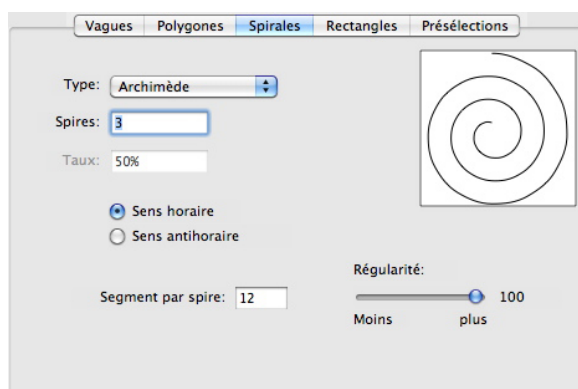 Vagues Polygones Spirales Rectangles Présélections
Type: Archimède
Spires: 3
Taux: 50%
Sens horaire
Sens antihoraire
Segment par spire: 12
Régularité:
100
Moins plus